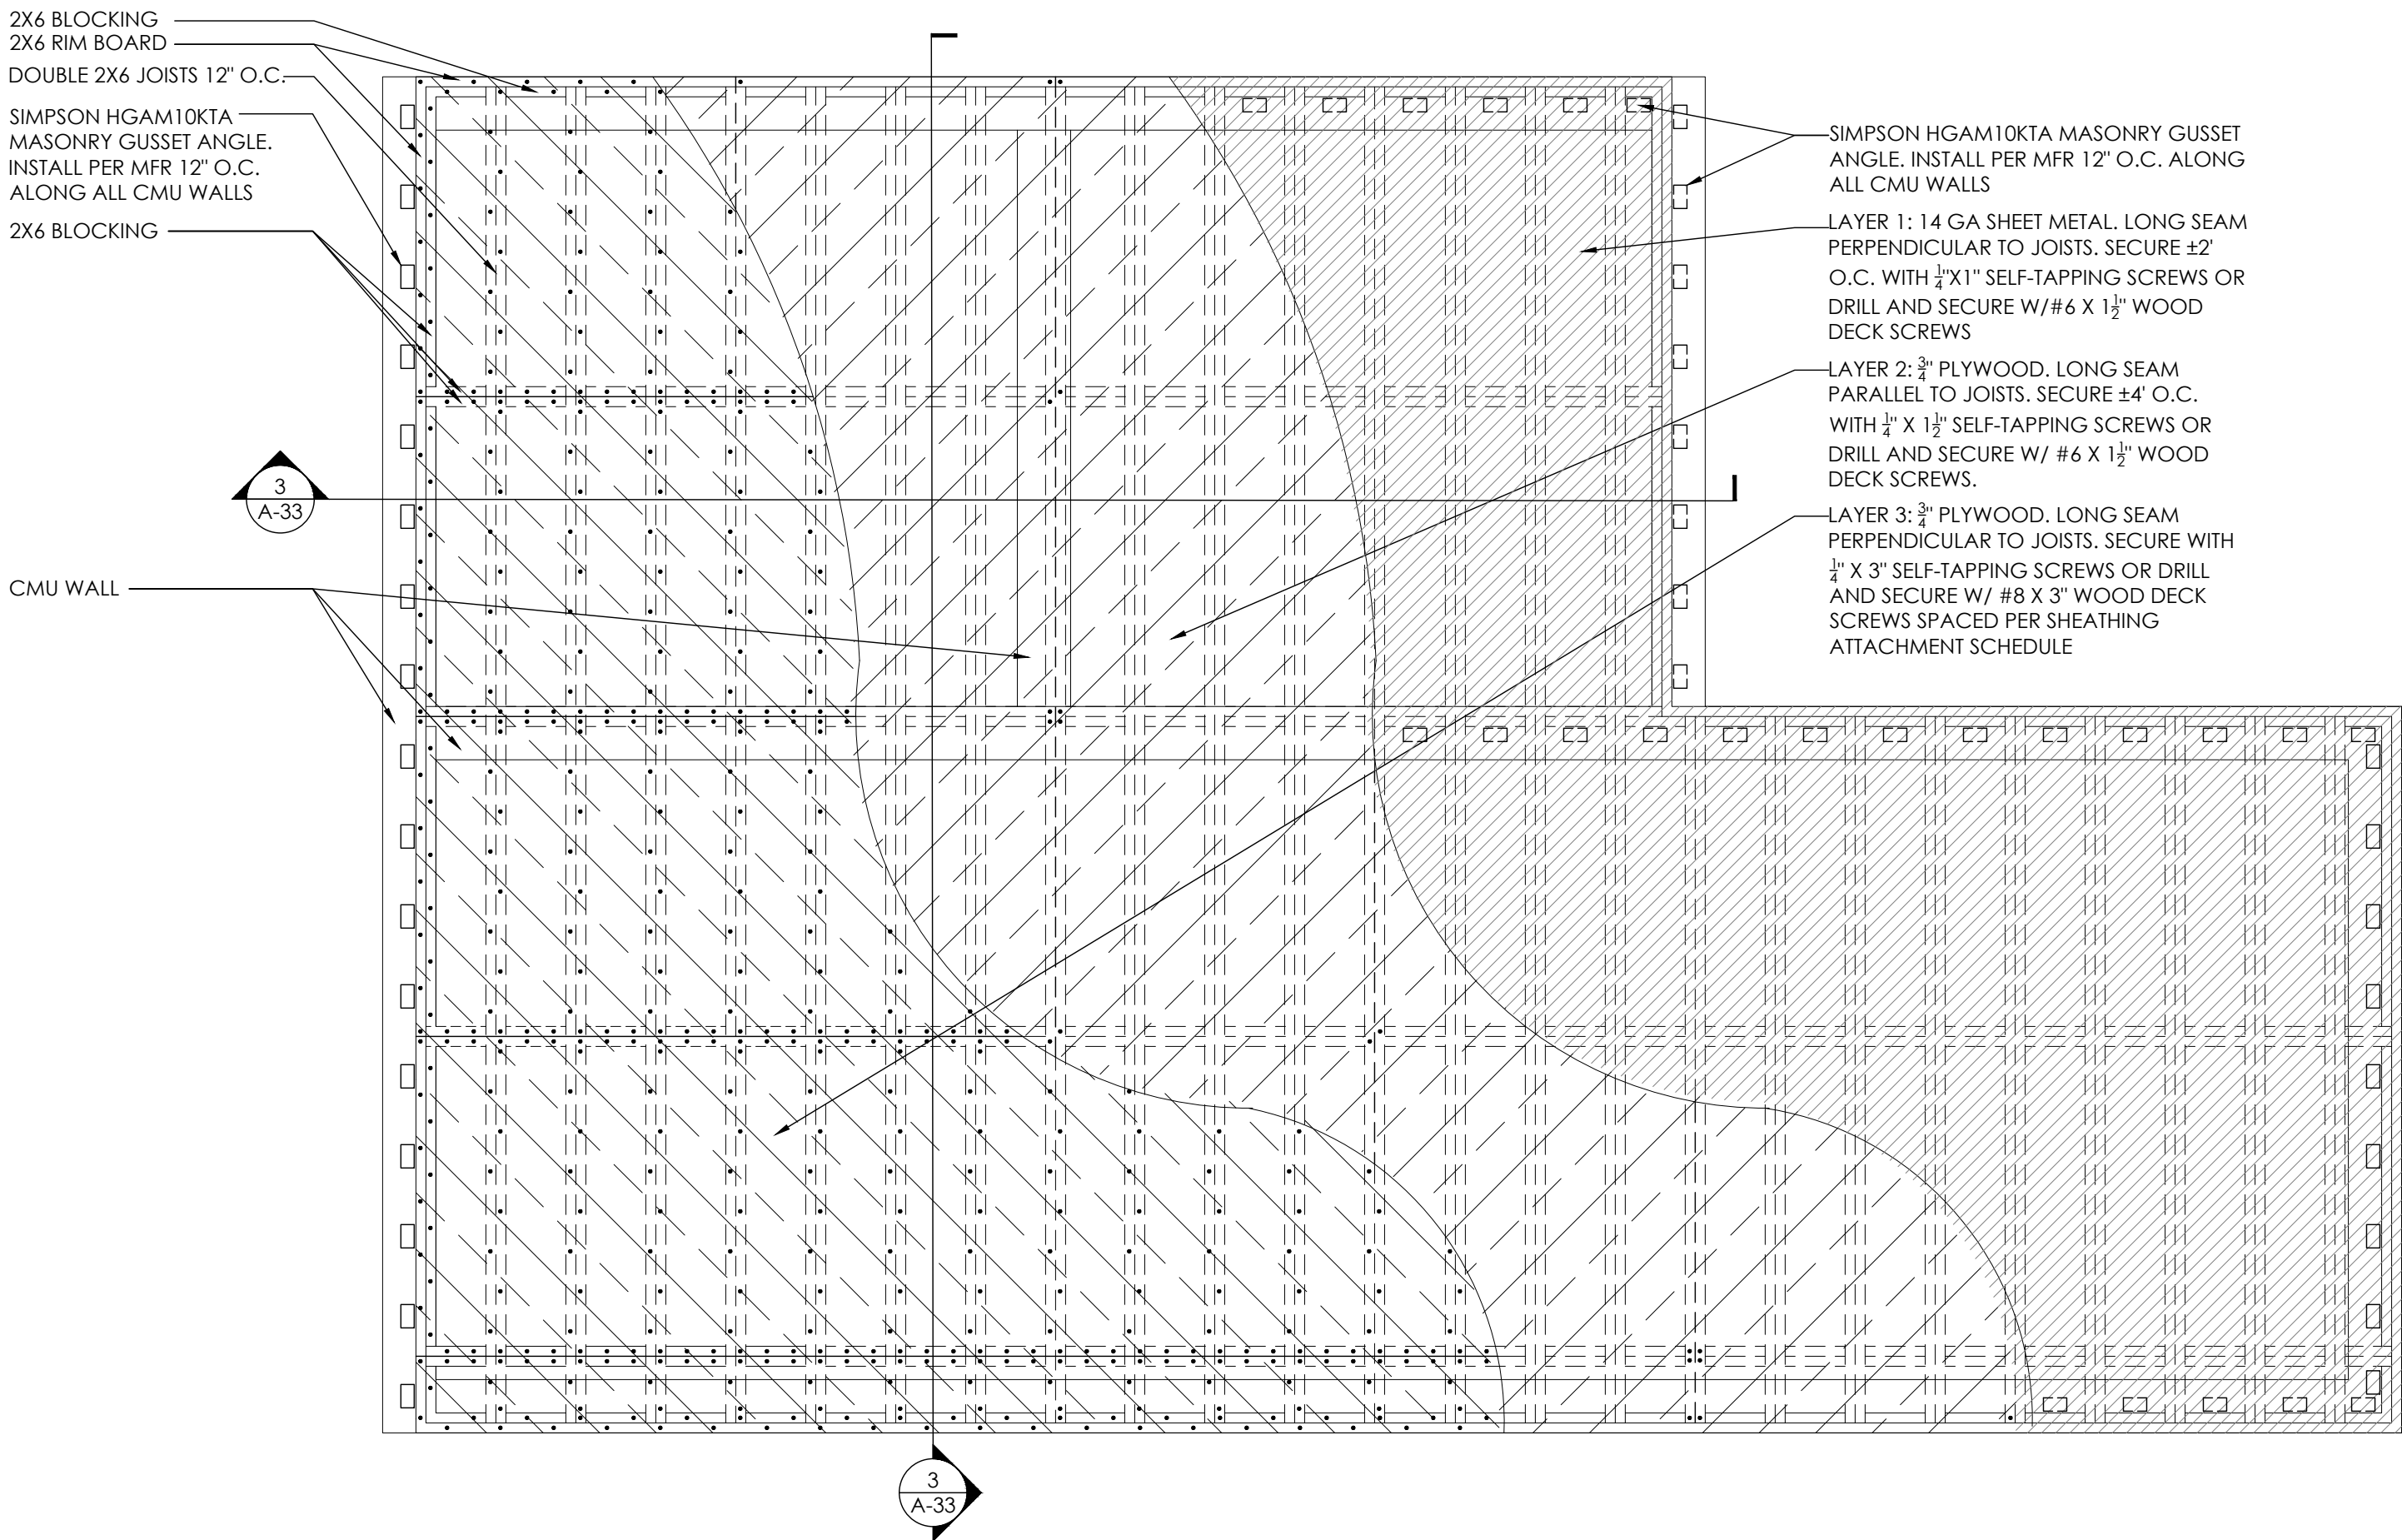 2X6 BLOCKING
2X6 RIM BOARD
DOUBLE 2X6 JOISTS 12" O.C.
SIMPSON HGAM10KTA
MASONRY GUSSET ANGLE.
INSTALL PER MFR 12" O.C.
ALONG ALL CMU WALLS
2X6 BLOCKING
3
A-33
CMU WALL
SIMPSON HGAM10KTA MASONRY GUSSET
ANGLE. INSTALL PER MFR 12" O.C. ALONG
ALL CMU WALLS
LAYER 1: 14 GA SHEET METAL. LONG SEAM
PERPENDICULAR TO JOISTS. SECURE ±2'
O.C. WITH 1/4"X1" SELF-TAPPING SCREWS OR
DRILL AND SECURE W/#6 X 1 1/2" WOOD
DECK SCREWS
LAYER 2: 3/4" PLYWOOD. LONG SEAM
PARALLEL TO JOISTS. SECURE ±4' O.C.
WITH 1/4" X 1 1/2" SELF-TAPPING SCREWS OR
DRILL AND SECURE W/ #6 X 1 1/2" WOOD
DECK SCREWS.
LAYER 3: 3/4" PLYWOOD. LONG SEAM
PERPENDICULAR TO JOISTS. SECURE WITH
1/4" X 3" SELF-TAPPING SCREWS OR DRILL
AND SECURE W/ #8 X 3" WOOD DECK
SCREWS SPACED PER SHEATHING
ATTACHMENT SCHEDULE
3
A-33